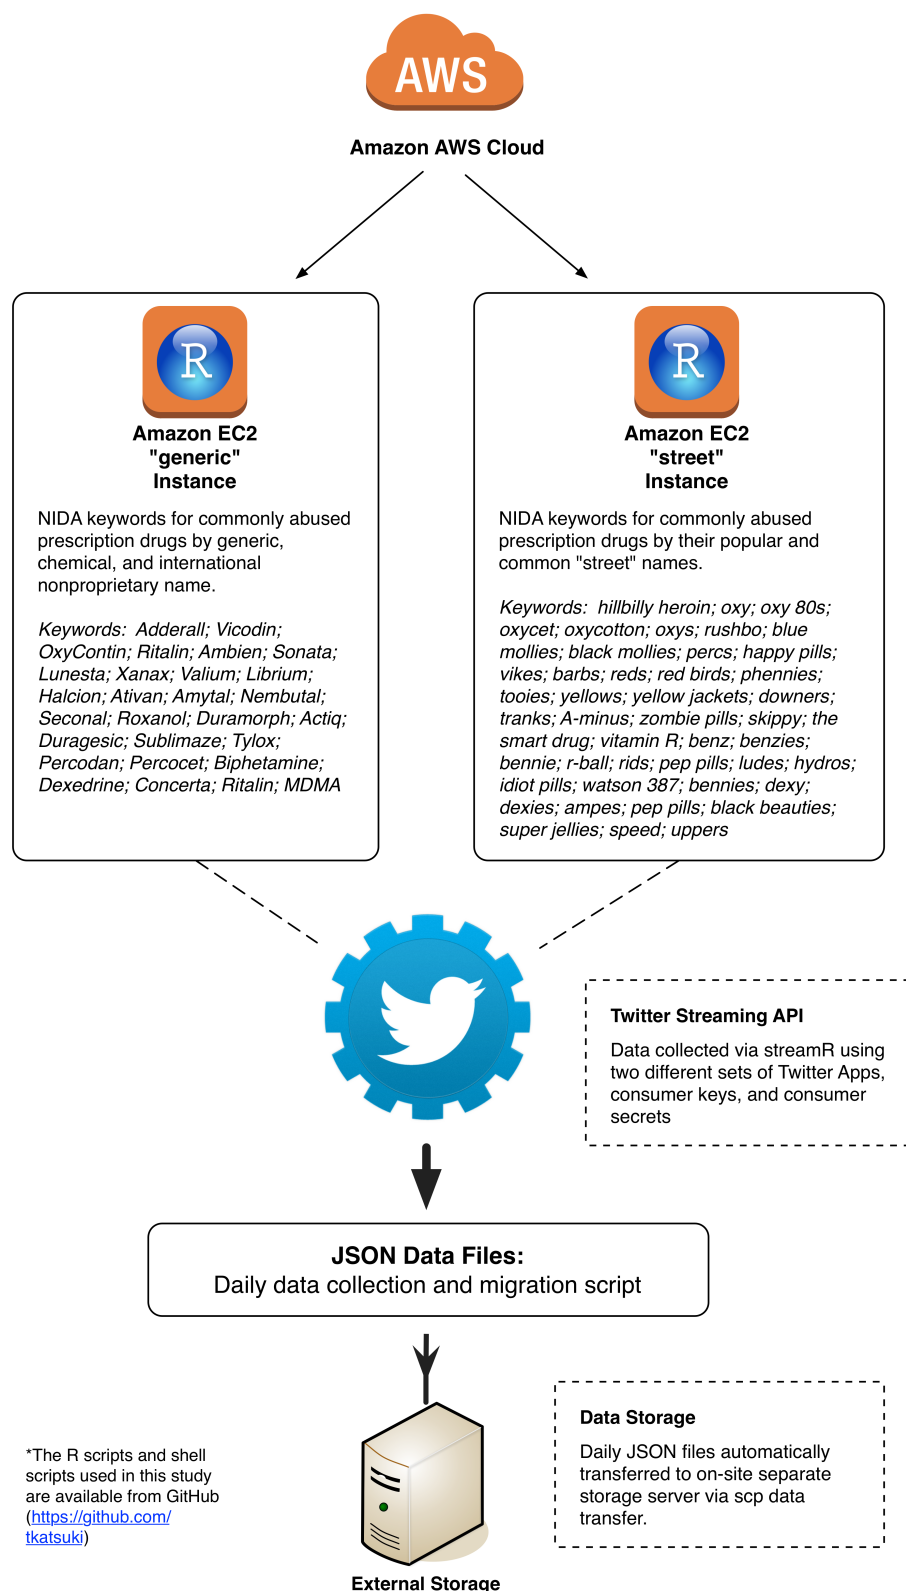 AWS
Amazon AWS Cloud
R
Amazon EC2
"generic"
Instance
NIDA keywords for commonly abused
prescription drugs by generic,
chemical, and international
nonproprietary name.
Keywords:  Adderall; Vicodin;
OxyContin; Ritalin; Ambien; Sonata;
Lunesta; Xanax; Valium; Librium;
Halcion; Ativan; Amytal; Nembutal;
Seconal; Roxanol; Duramorph; Actiq;
Duragesic; Sublimaze; Tylox;
Percodan; Percocet; Biphetamine;
Dexedrine; Concerta; Ritalin; MDMA
R
Amazon EC2
"street"
Instance
NIDA keywords for commonly abused
prescription drugs by their popular and
common "street" names.
Keywords:  hillbilly heroin; oxy; oxy 80s;
oxycet; oxycotton; oxys; rushbo; blue
mollies; black mollies; percs; happy pills;
vikes; barbs; reds; red birds; phennies;
tooies; yellows; yellow jackets; downers;
tranks; A-minus; zombie pills; skippy; the
smart drug; vitamin R; benz; benzies;
bennie; r-ball; rids; pep pills; ludes; hydros;
idiot pills; watson 387; bennies; dexy;
dexies; ampes; pep pills; black beauties;
super jellies; speed; uppers
Twitter Streaming API
Data collected via streamR using
two different sets of Twitter Apps,
consumer keys, and consumer
secrets
JSON Data Files:
Daily data collection and migration script
Data Storage
Daily JSON files automatically
transferred to on-site separate
storage server via scp data
transfer.
*The R scripts and shell
scripts used in this study
are available from GitHub
(https://github.com/
tkatsuki)
External Storage